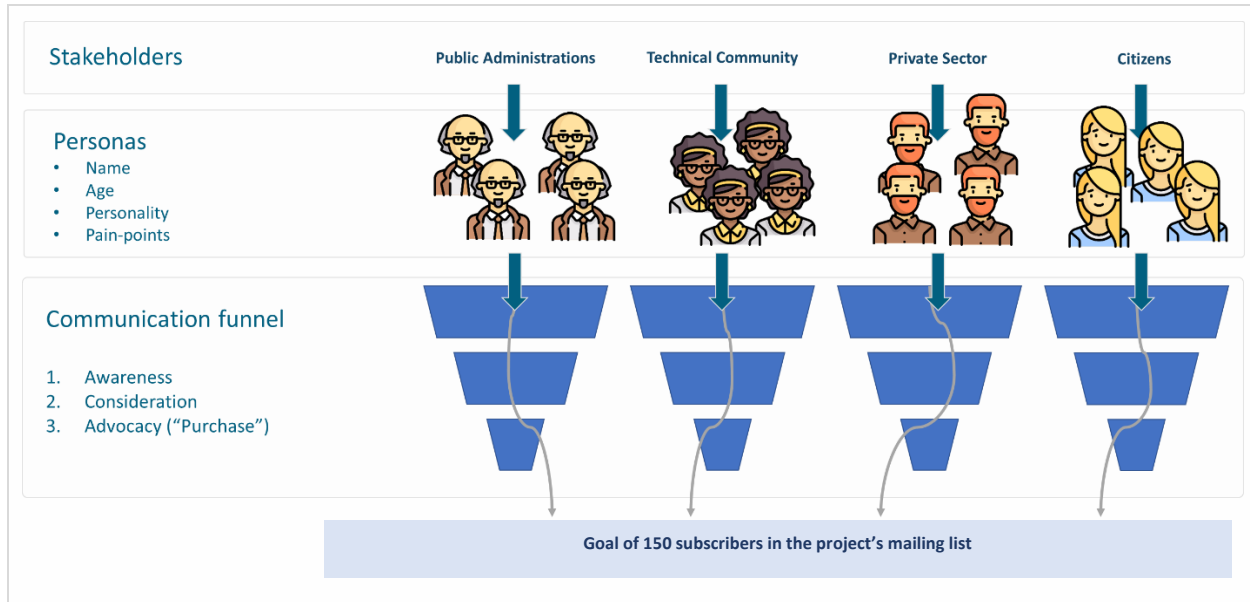 Stakeholders
Public Administrations
Technical Community
Private Sector
Citizens
Personas
• Name
• Age
• Personality
• Pain-points
Communication funnel
1. Awareness
2. Consideration
3. Advocacy (“Purchase”)
Goal of 150 subscribers in the project’s mailing list